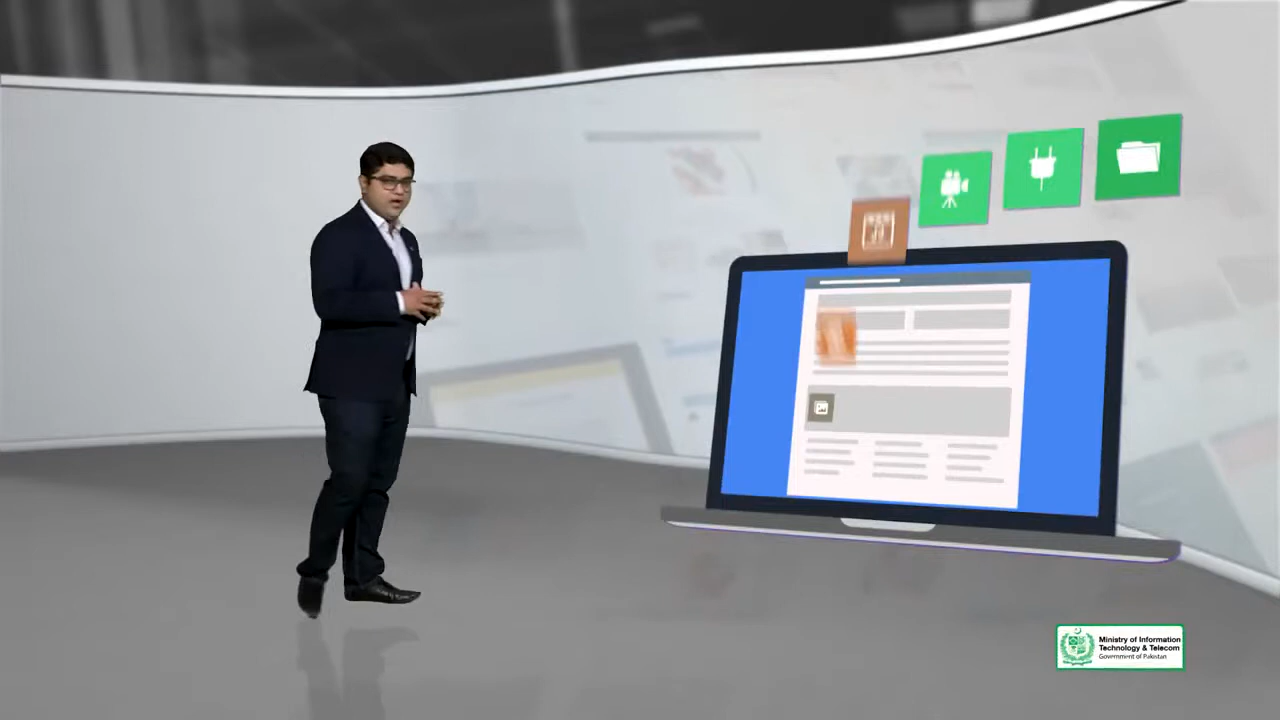 Ministry of Information
Technology & Telecom
Government of Pakistan